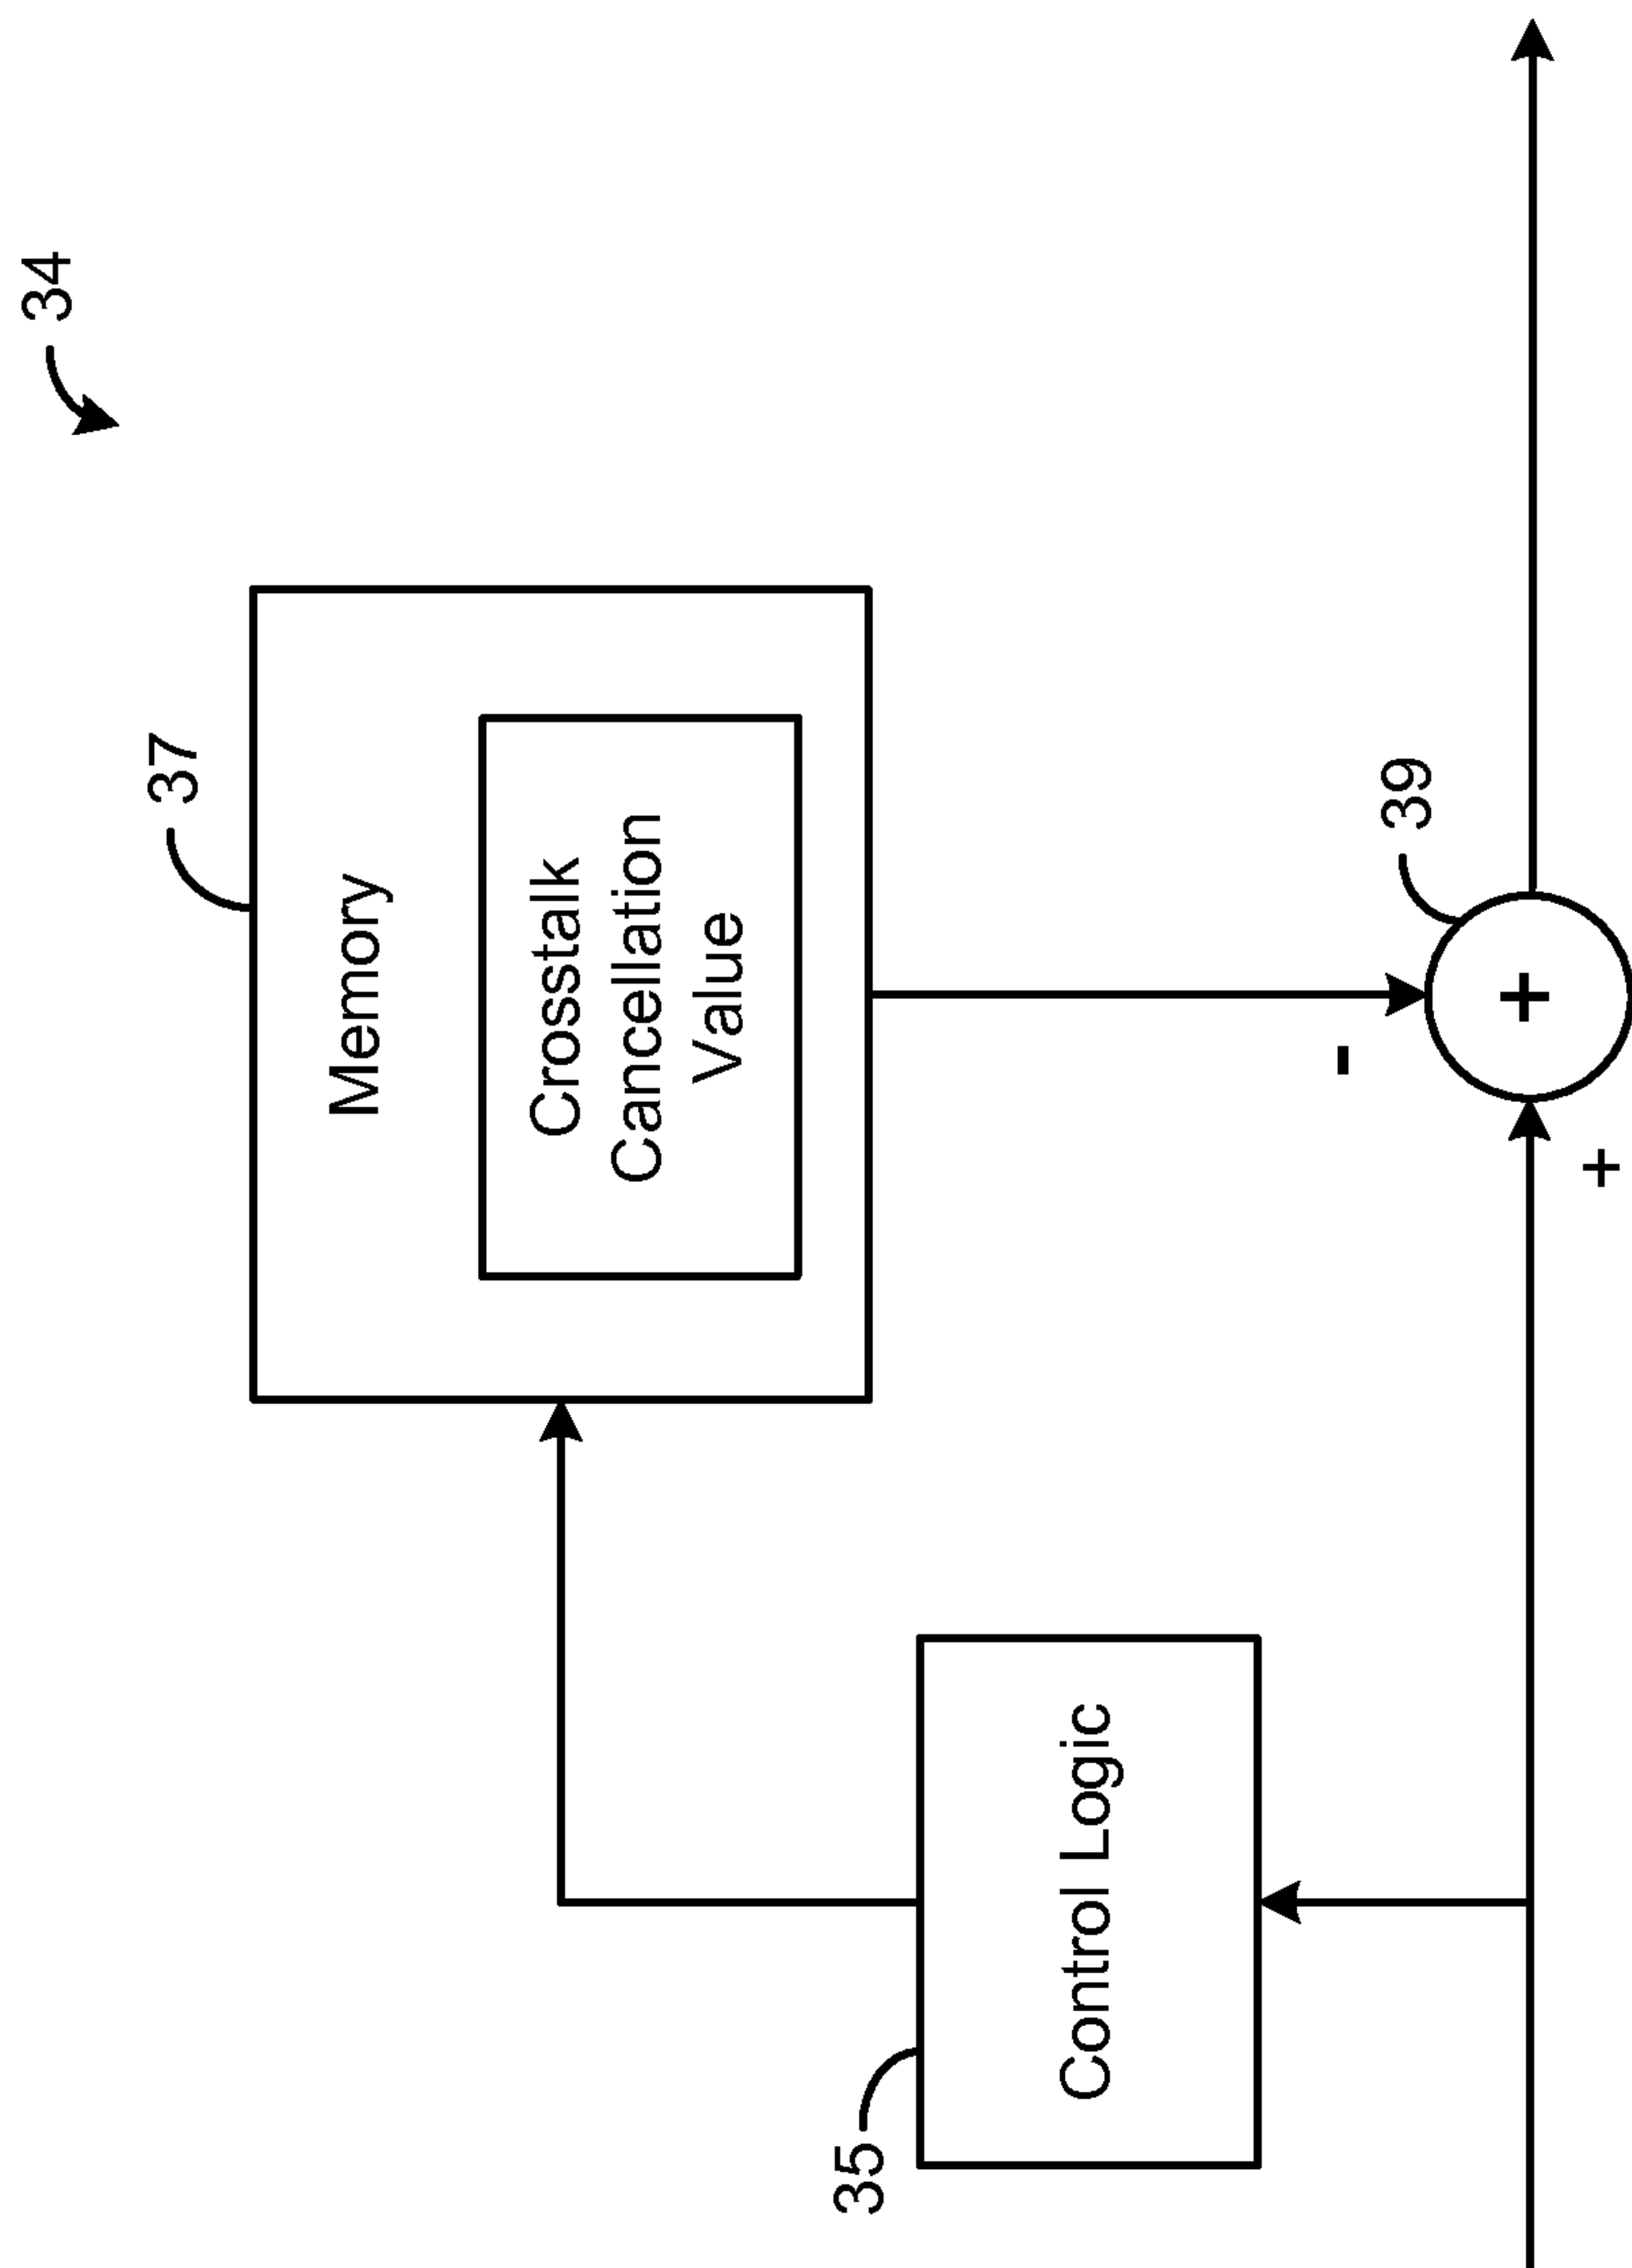 34
37
Memory
Crosstalk
Cancellation
Value
39
-
+
+
35
Control Logic